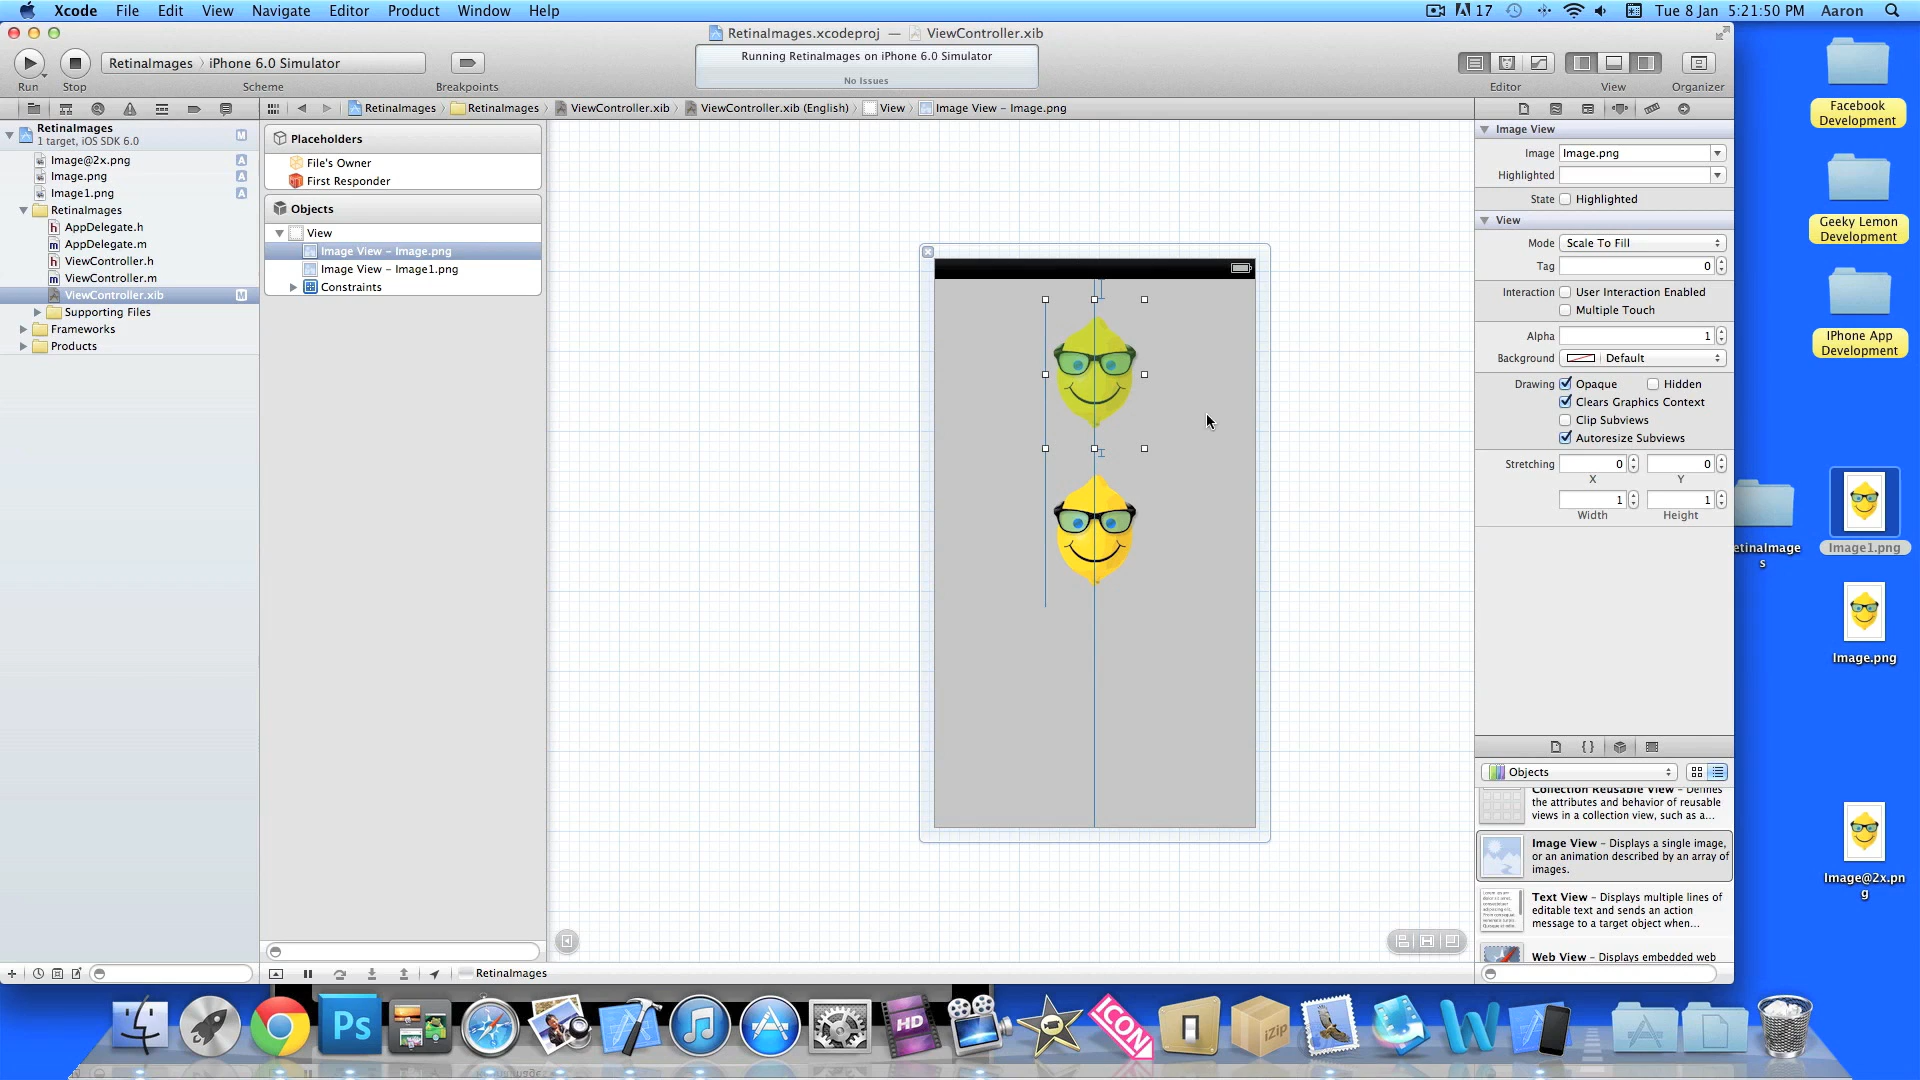 Xcode File Edit View Navigate Editor Product Window Help
17 Tue 8 Jan 5:21:50 PM Aaron
RetinaImages.xcodeproj — ViewController.xib
RetinaImages iPhone 6.0 Simulator
Running RetinaImages on iPhone 6.0 Simulator
No Issues
Run Stop Scheme Breakpoints Editor View Organizer
RetinaImages RetinaImages ViewController.xib ViewController.xib (English) View Image View – Image.png
RetinaImages M
1 target, iOS SDK 6.0
Image@2x.png A
Image.png A
Image1.png A
RetinaImages
h AppDelegate.h
m AppDelegate.m
h ViewController.h
m ViewController.m
ViewController.xib M
Supporting Files
Frameworks
Products
Placeholders
File's Owner
First Responder
Objects
View
Image View – Image.png
Image View – Image1.png
Constraints
Image View
Image Image.png
Highlighted
State Highlighted
View
Mode Scale To Fill
Tag 0
Interaction User Interaction Enabled
Multiple Touch
Alpha 1
Background Default
Drawing Opaque Hidden
Clears Graphics Context
Clip Subviews
Autoresize Subviews
Stretching 0 0
X Y
1 1
Width Height
Objects
Collection Reusable View – Defines
the attributes and behavior of reusable
views in a collection view, such as a...
Image View – Displays a single image,
or an animation described by an array of
images.
Text View – Displays multiple lines of
editable text and sends an action
message to a target object when...
Web View – Displays embedded web
RetinaImages
Facebook
Development
Geeky Lemon
Development
IPhone App
Development
etinaImage
s
Image1.png
Image.png
Image@2x.pn
g
Ps
HD
ICON
iZip
W